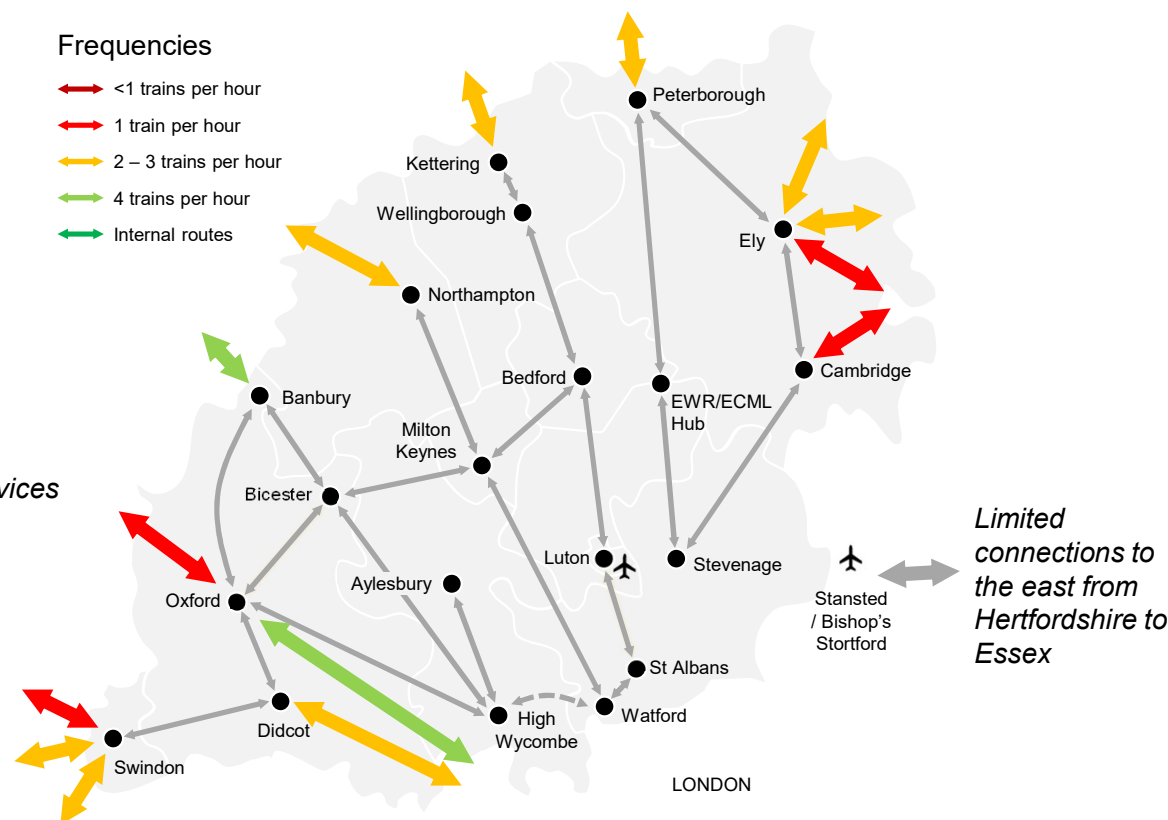 Frequencies
<1 trains per hour
1 train per hour
2 – 3 trains per hour
4 trains per hour
Internal routes
Peterborough
Kettering
Wellingborough
Ely
Northampton
Cambridge
Bedford
EWR/ECML
Hub
Banbury
Milton
Keynes
vices
Bicester
Luton
Stevenage
Aylesbury
Oxford
Stansted
/ Bishop's
Stortford
Limited
connections to
the east from
Hertfordshire to
Essex
St Albans
Didcot
High
Wycombe
Watford
Swindon
LONDON